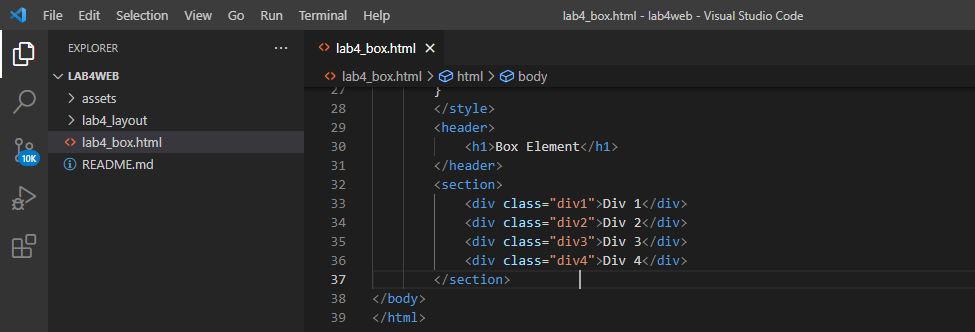 File Edit Selection View Go Run Terminal Help lab4_box.html - lab4web - Visual Studio Code
EXPLORER ···
lab4_box.html ×
LAB4WEB
lab4_box.html > html > body
assets
lab4_layout
lab4_box.html
README.md
10K
27 }
28 </style>
29 <header>
30 <h1>Box Element</h1>
31 </header>
32 <section>
33 <div class="div1">Div 1</div>
34 <div class="div2">Div 2</div>
35 <div class="div3">Div 3</div>
36 <div class="div4">Div 4</div>
37 </section>
38 </body>
39 </html>